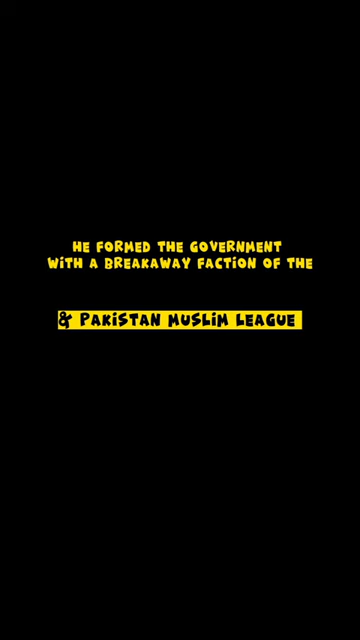 HE FORMED THE GOVERNMENT
WITH A BREAKAWAY FACTION OF THE
& PAKISTAN MUSLIM LEAGUE